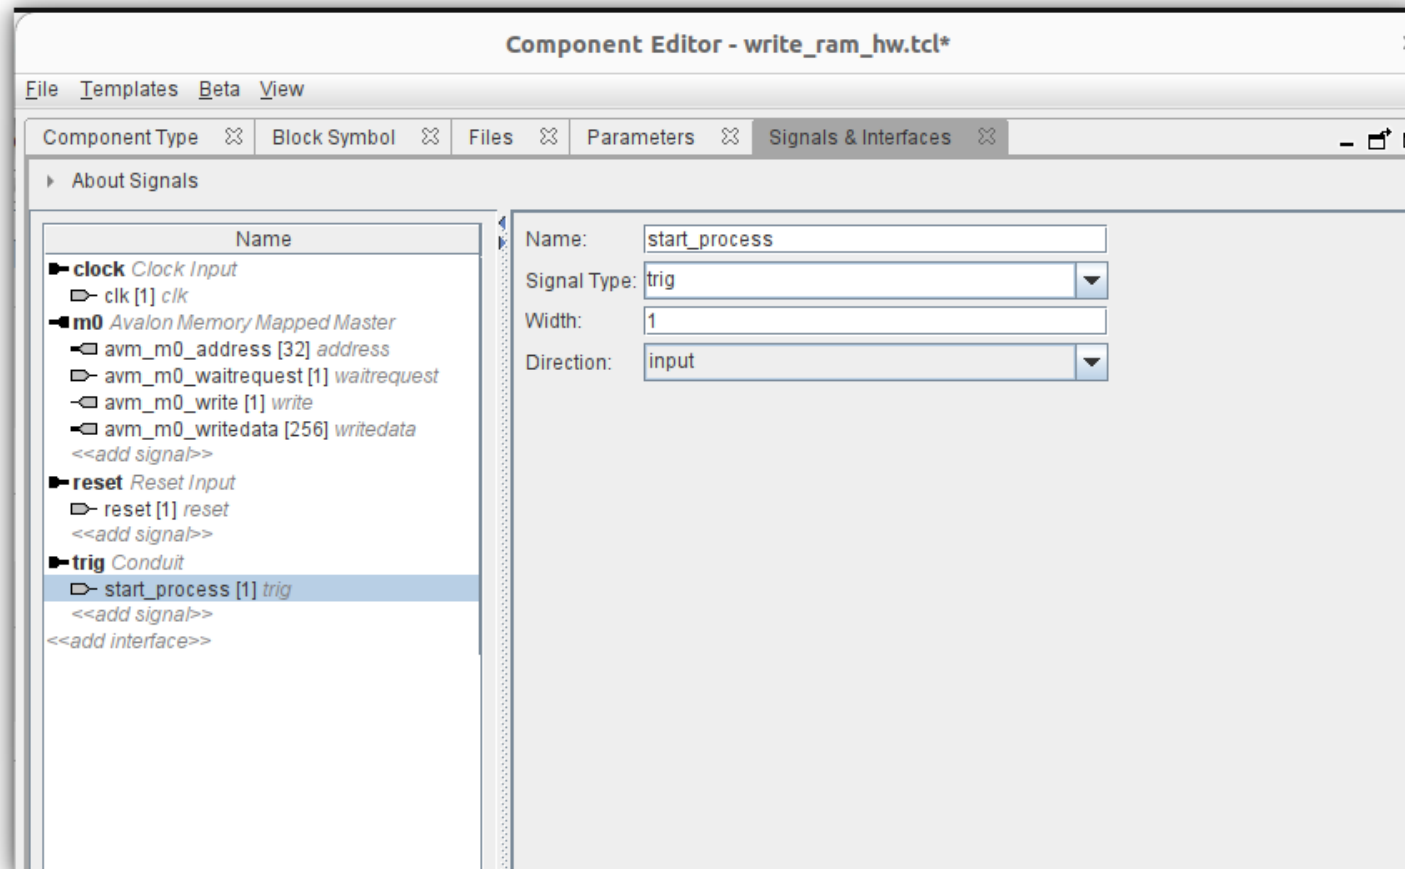 Component Editor - write_ram_hw.tcl*
File Templates Beta View
Component Type Block Symbol Files Parameters Signals & Interfaces
About Signals
Name
clock Clock Input
clk [1] clk
m0 Avalon Memory Mapped Master
avm_m0_address [32] address
avm_m0_waitrequest [1] waitrequest
avm_m0_write [1] write
avm_m0_writedata [256] writedata
<<add signal>>
reset Reset Input
reset [1] reset
<<add signal>>
trig Conduit
start_process [1] trig
<<add signal>>
<<add interface>>
Name: start_process
Signal Type: trig
Width: 1
Direction: input